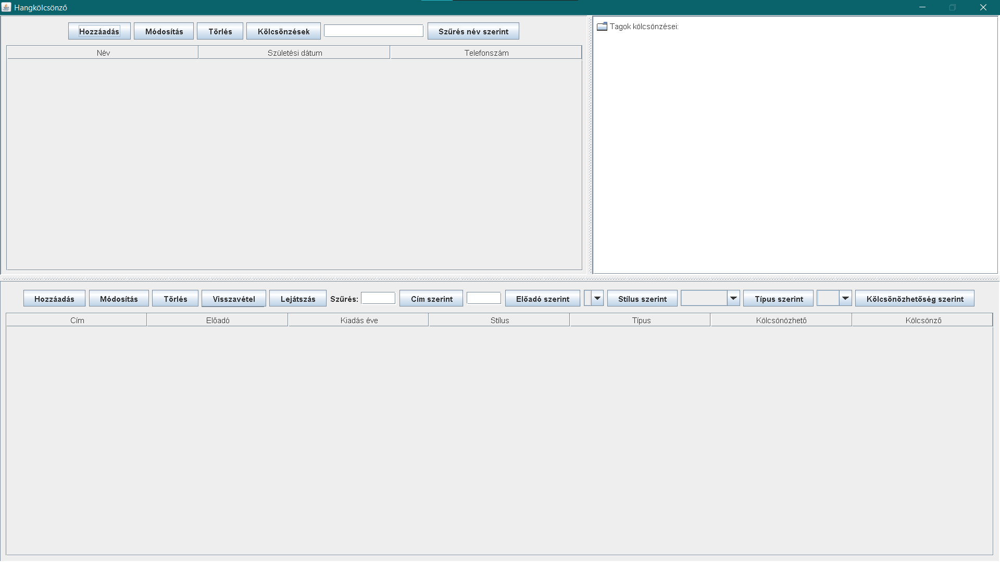 Hangkölcsönző
Hozzáadás Módosítás Törlés Kölcsönzések Szűrés név szerint
Név Születési dátum Telefonszám
Tagok kölcsönzései:
Hozzáadás Módosítás Törlés Visszavétel Lejátszás Szűrés: Cím szerint Előadó szerint Stílus szerint Típus szerint Kölcsönözhetőség szerint
Cím Előadó Kiadás éve Stílus Típus Kölcsönözhető Kölcsönző